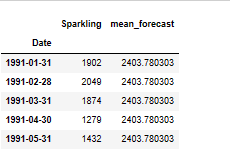 Sparkling mean_forecast
Date
1991-01-31 1902 2403.780303
1991-02-28 2049 2403.780303
1991-03-31 1874 2403.780303
1991-04-30 1279 2403.780303
1991-05-31 1432 2403.780303